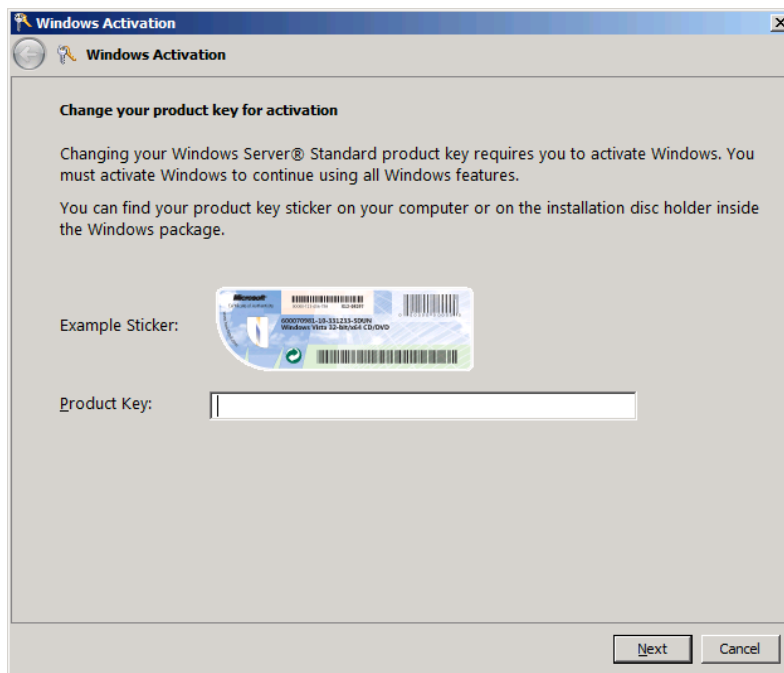 Windows Activation
Windows Activation
Change your product key for activation
Changing your Windows Server® Standard product key requires you to activate Windows. You
must activate Windows to continue using all Windows features.
You can find your product key sticker on your computer or on the installation disc holder inside
the Windows package.
Example Sticker:
Microsoft
Windows Vista 32-bit/x64 CD/DVD
Product Key:
Next
Cancel